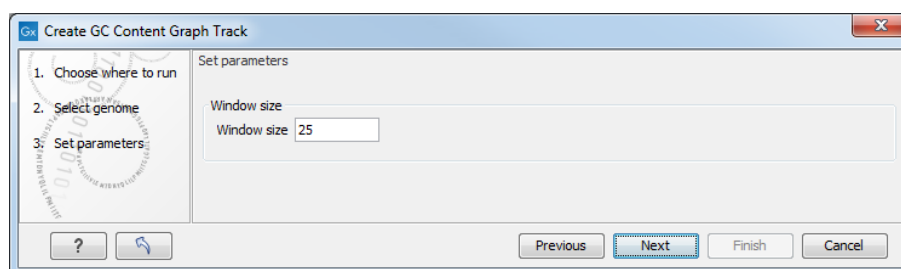 Gx Create GC Content Graph Track
1. Choose where to run
2. Select genome
3. Set parameters
Set parameters
Window size
Window size 25
? Previous Next Finish Cancel